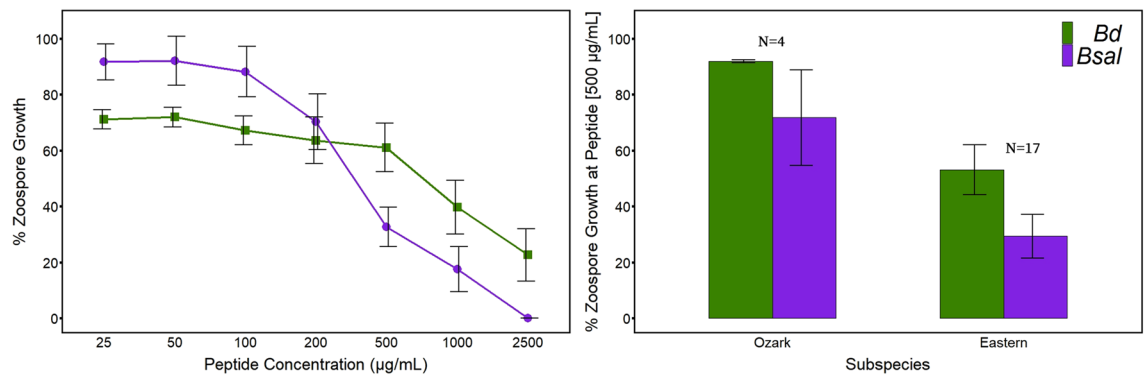 % Zoospore Growth
100
80
60
40
20
0
25 50 100 200 500 1000 2500
Peptide Concentration (µg/mL)
% Zoospore Growth at Peptide [500 µg/mL]
100
80
60
40
20
0
N=4
N=17
Bd
Bsal
Ozark Eastern
Subspecies